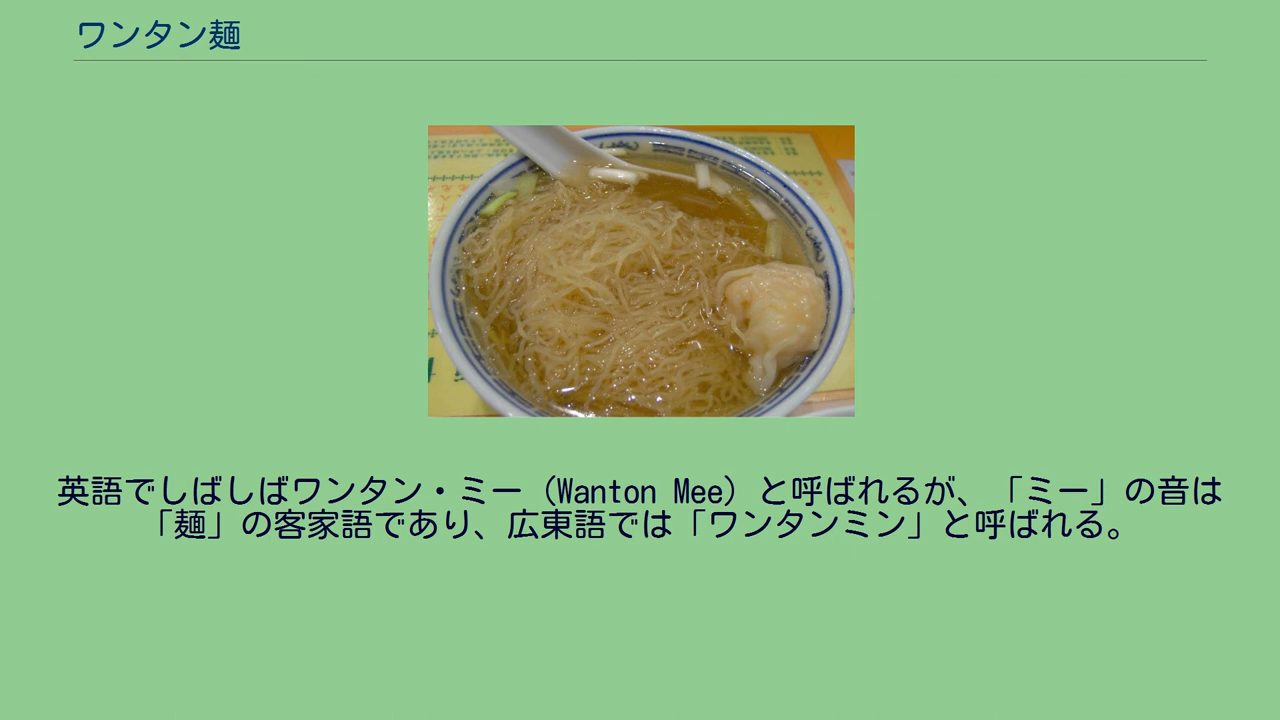 ワンタン麺
英語でしばしばワンタン・ミー（Wanton Mee）と呼ばれるが、「ミー」の音は
「麺」の客家語であり、広東語では「ワンタンミン」と呼ばれる。